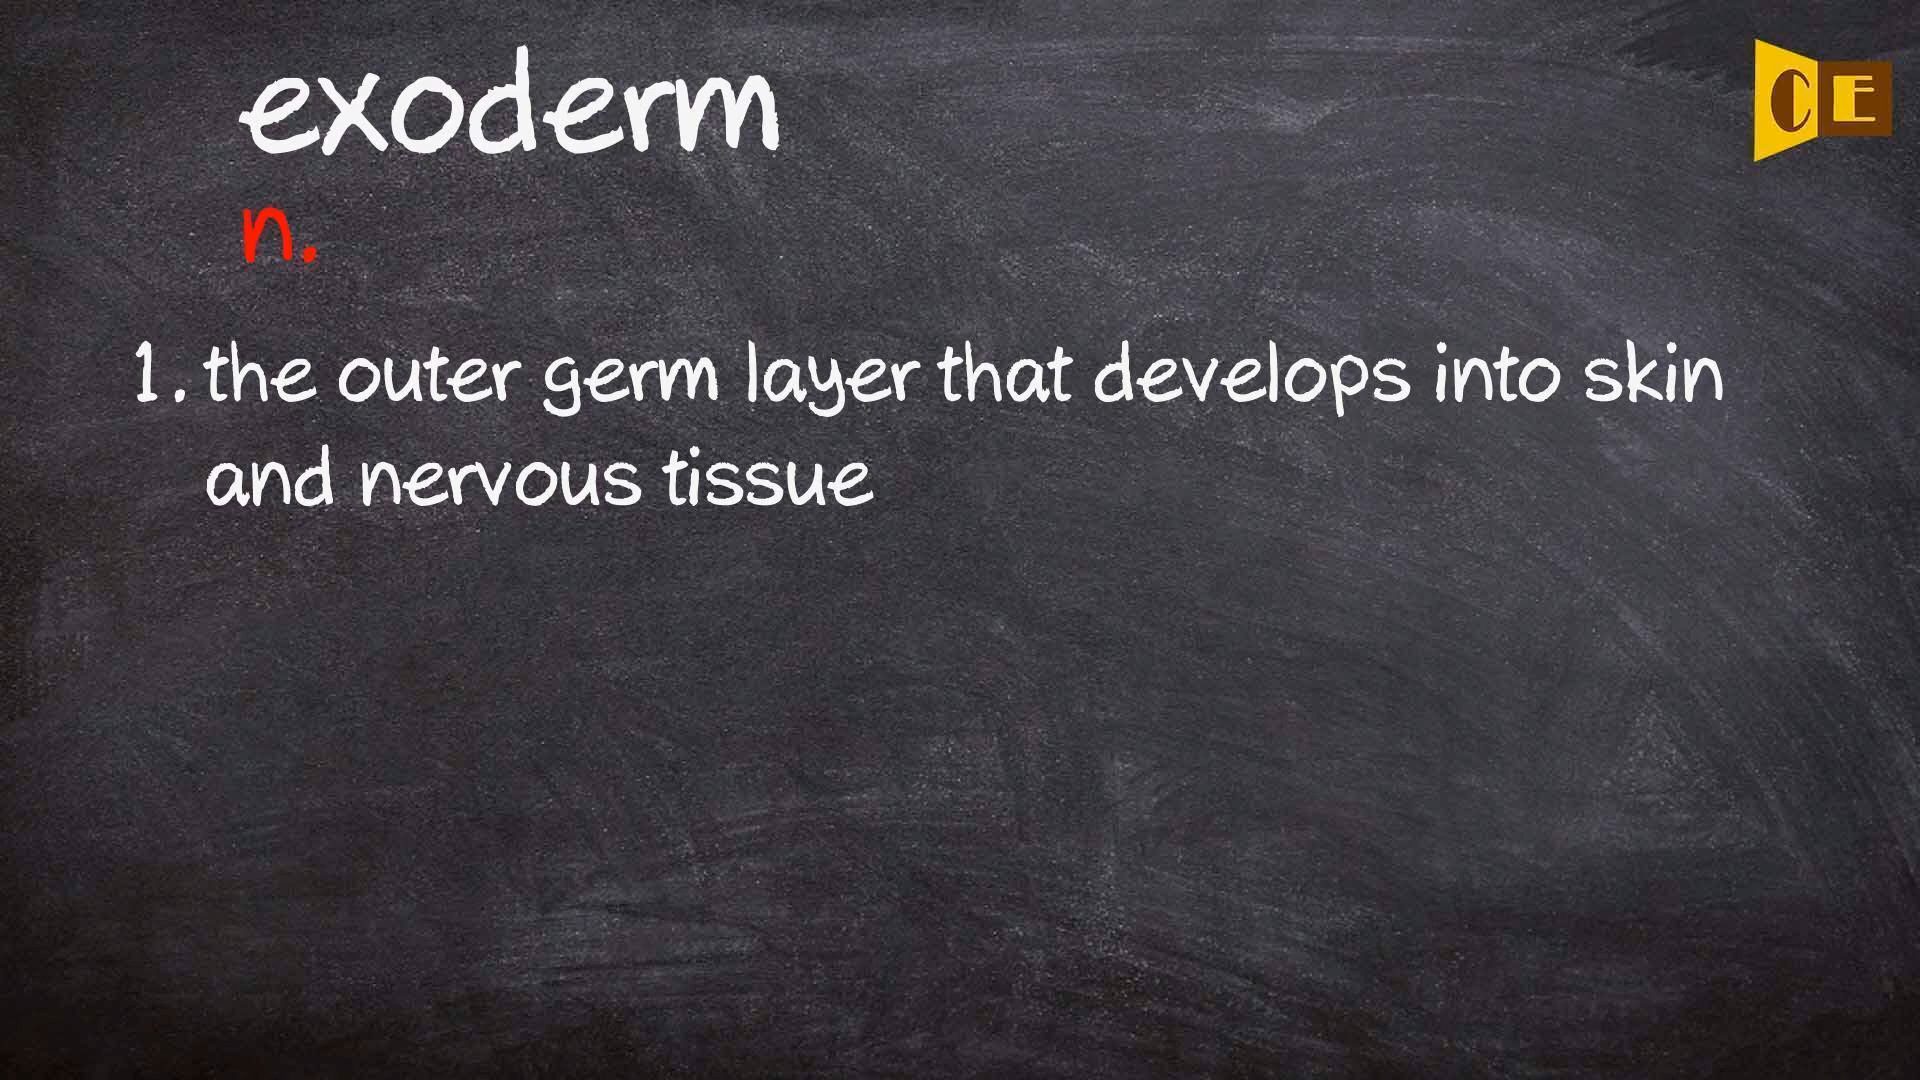 exoderm
CE
n.
1. the outer germ layer that develops into skin
and nervous tissue